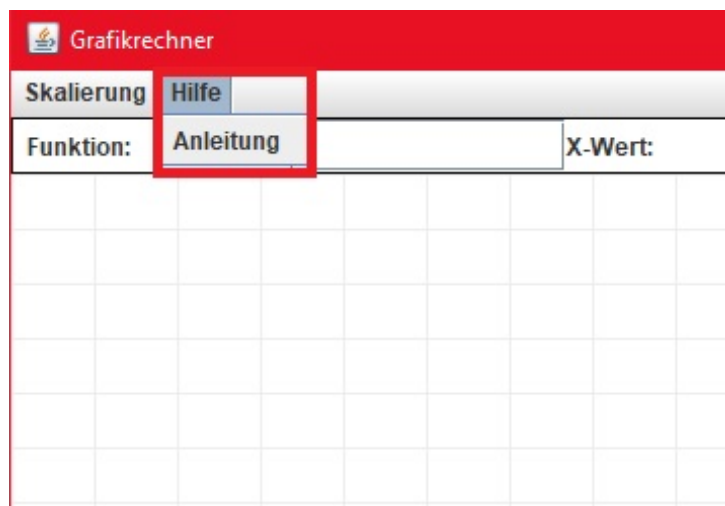 Grafikrechner
Skalierung Hilfe
Anleitung
Funktion: X-Wert: